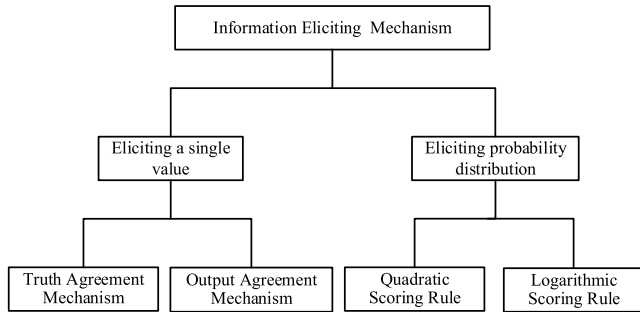 Information Eliciting Mechanism
Eliciting a single
value
Eliciting probability
distribution
Truth Agreement
Mechanism
Output Agreement
Mechanism
Quadratic
Scoring Rule
Logarithmic
Scoring Rule